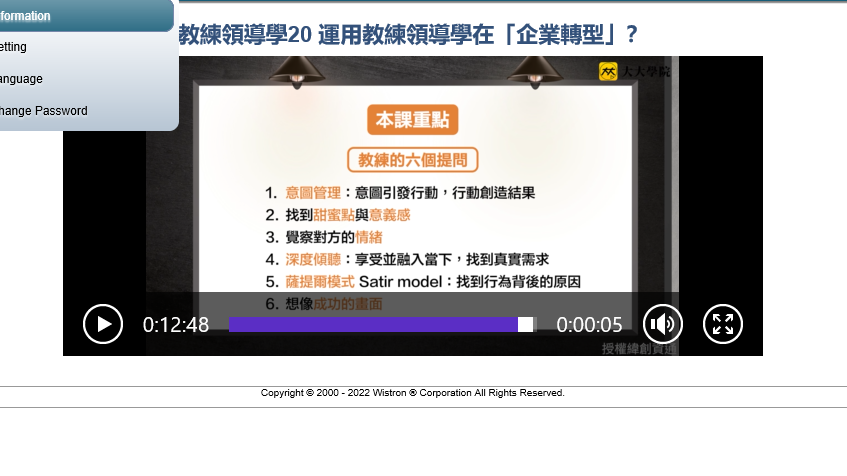 nformation
教練領導學20 運用教練領導學在「企業轉型」?
etting
anguage
hange Password
大大學院
本課重點
教練的六個提問
1. 意圖管理：意圖引發行動，行動創造結果
2. 找到甜蜜點與意義感
3. 覺察對方的情緒
4. 深度傾聽：享受並融入當下，找到真實需求
5. 薩提爾模式 Satir model：找到行為背後的原因
6. 想像成功的畫面
0:12:48
0:00:05
授權緯創資通
Copyright © 2000 - 2022 Wistron ® Corporation All Rights Reserved.